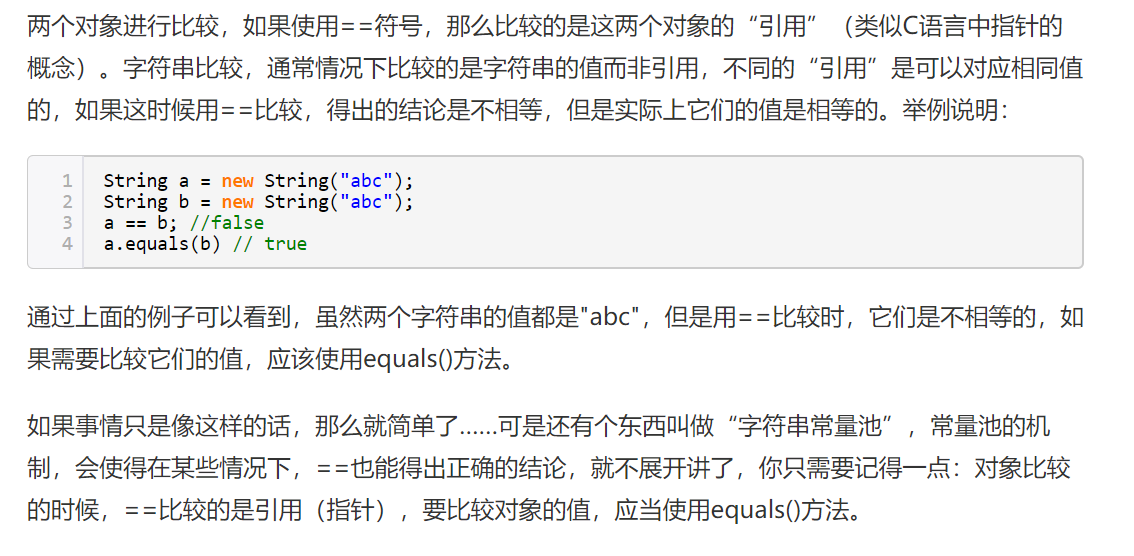 两个对象进行比较，如果使用==符号，那么比较的是这两个对象的“引用”（类似C语言中指针的
概念）。字符串比较，通常情况下比较的是字符串的值而非引用，不同的“引用”是可以对应相同值
的，如果这时候用==比较，得出的结论是不相等，但是实际上它们的值是相等的。举例说明：
1 String a = new String("abc");
2 String b = new String("abc");
3 a == b; //false
4 a.equals(b) // true
通过上面的例子可以看到，虽然两个字符串的值都是"abc"，但是用==比较时，它们是不相等的，如
果需要比较它们的值，应该使用equals()方法。
如果事情只是像这样的话，那么就简单了……可是还有个东西叫做“字符串常量池”，常量池的机
制，会使得在某些情况下，==也能得出正确的结论，就不展开讲了，你只需要记得一点：对象比较
的时候，==比较的是引用（指针），要比较对象的值，应当使用equals()方法。